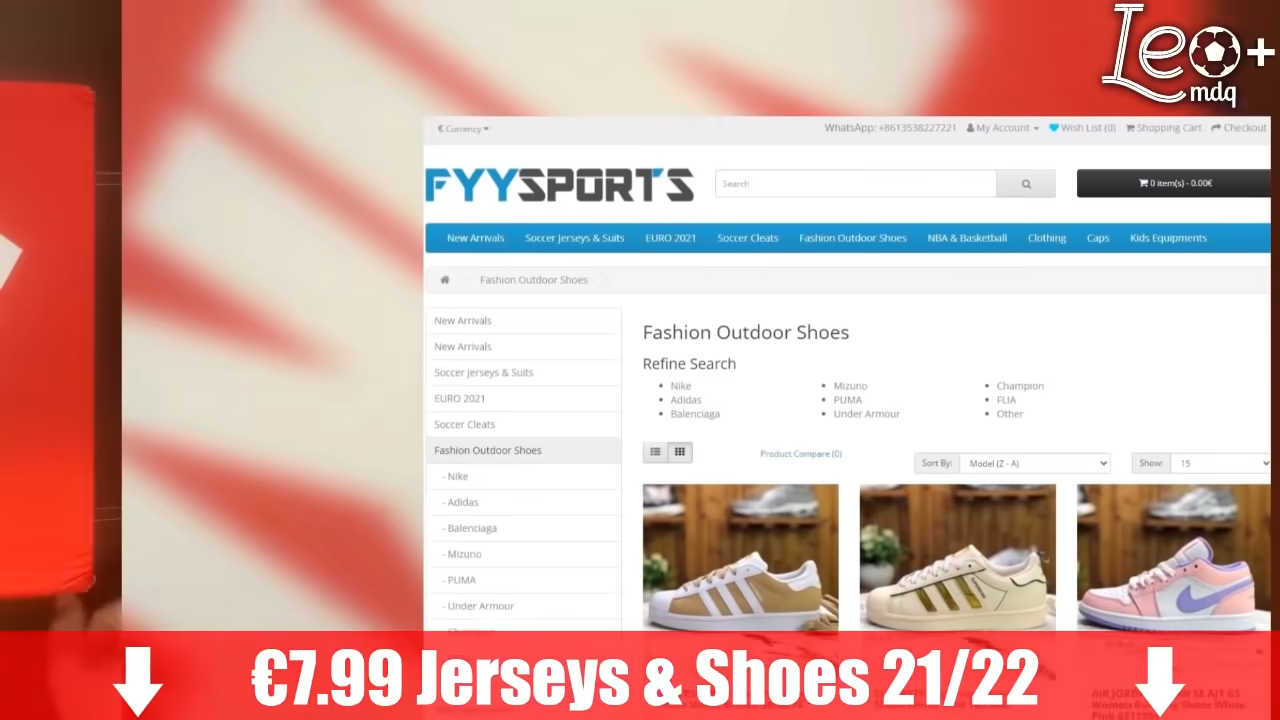 Leo+
mdq
€ Currency
WhatsApp: +8613538227221 My Account Wish List (0) Shopping Cart Checkout
FYYSPORTS
Search
0 item(s) - 0.00€
New Arrivals Soccer Jerseys & Suits EURO 2021 Soccer Cleats Fashion Outdoor Shoes NBA & Basketball Clothing Caps Kids Equipments
Fashion Outdoor Shoes
New Arrivals
New Arrivals
Soccer Jerseys & Suits
EURO 2021
Soccer Cleats
Fashion Outdoor Shoes
- Nike
- Adidas
- Balenciaga
- Mizuno
- PUMA
- Under Armour
Fashion Outdoor Shoes
Refine Search
Nike Mizuno Champion
Adidas PUMA FLIA
Balenciaga Under Armour Other
Product Compare (0)
Sort By: Model (Z - A)
Show: 15
€7.99 Jerseys & Shoes 21/22